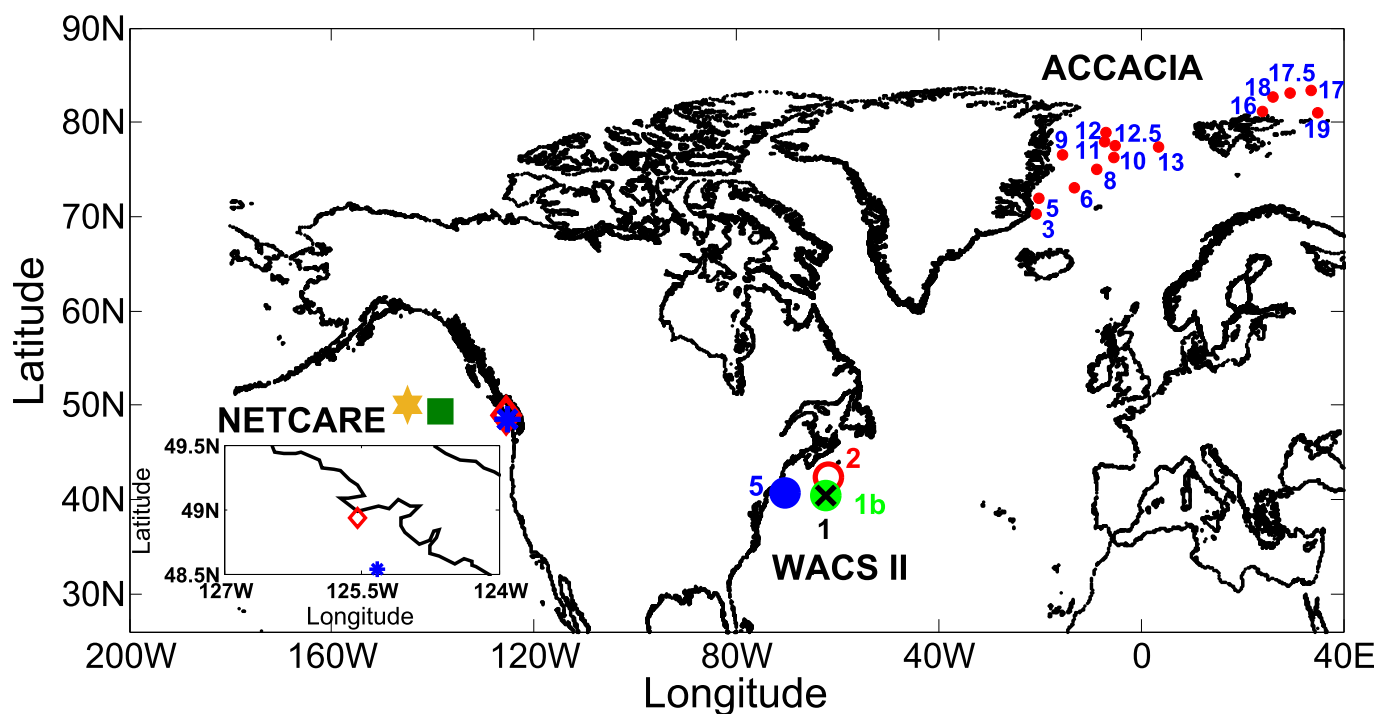 90N
80N
70N
60N
50N
40N
30N
Latitude
ACCACIA
17.5
18
17
16
19
12
12.5
9
11
10
13
8
6
5
3
NETCARE
49.5N
49N
48.5N
Latitude
127W
125.5W
124W
Longitude
2
5
1b
1
WACS II
200W
160W
120W
80W
40W
0
40E
Longitude